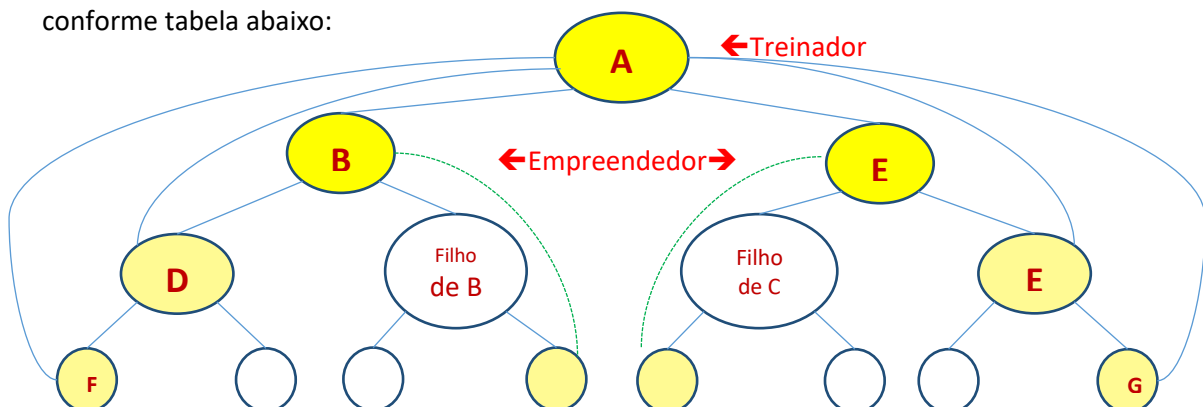 conforme tabela abaixo:
A
←Treinador
B
←Empreendedor→
E
D
Filho
de B
Filho
de C
E
F
G